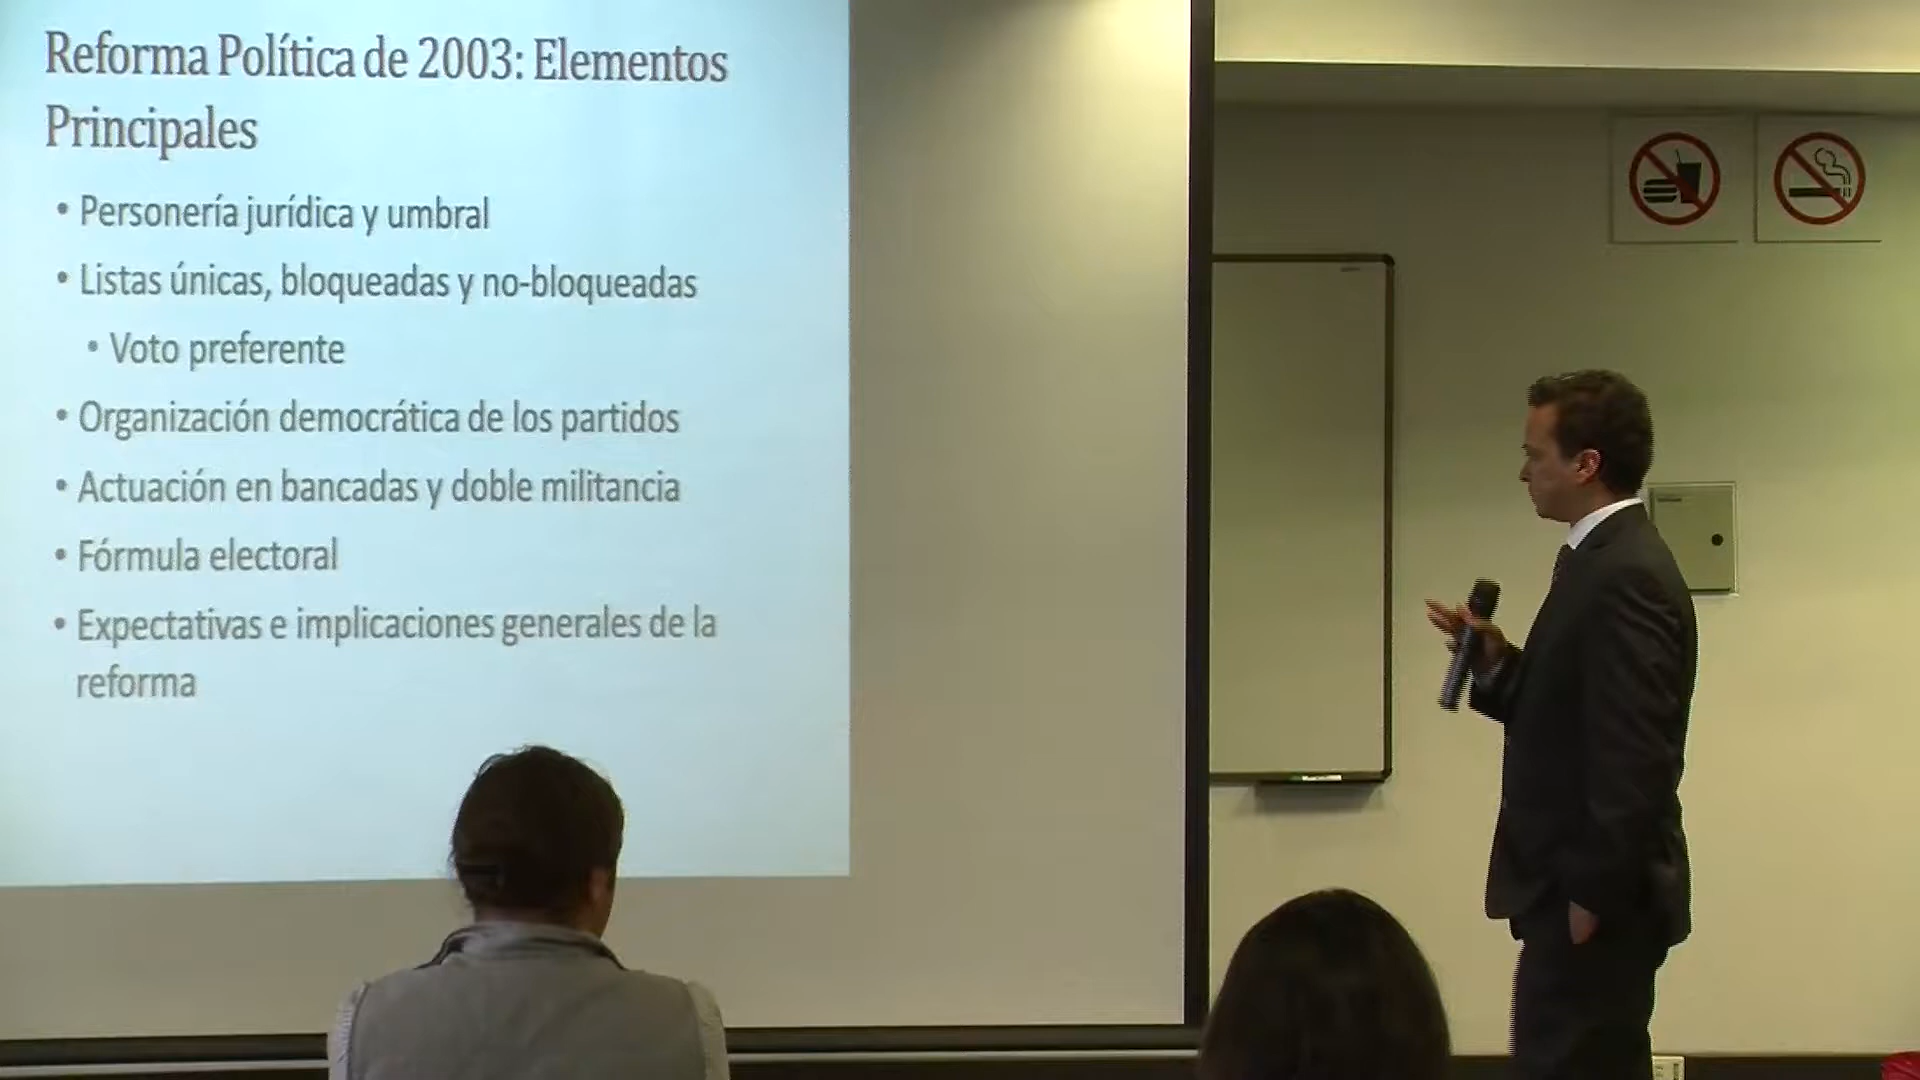 Reforma Política de 2003: Elementos
Principales
• Personería jurídica y umbral
• Listas únicas, bloqueadas y no-bloqueadas
• Voto preferente
• Organización democrática de los partidos
• Actuación en bancadas y doble militancia
• Fórmula electoral
• Expectativas e implicaciones generales de la
reforma